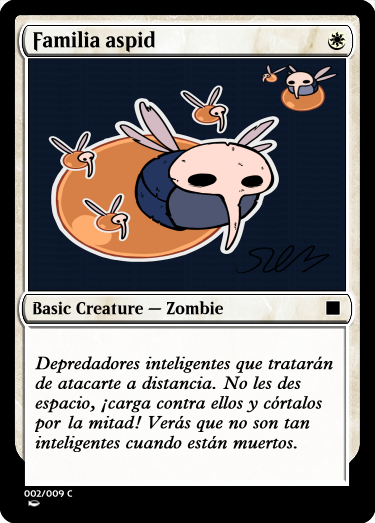 Familia aspid
Basic Creature — Zombie
Depredadores inteligentes que tratarán
de atacarte a distancia. No les des
espacio, ¡carga contra ellos y córtalos
por la mitad! Verás que no son tan
inteligentes cuando están muertos.
002/009 C